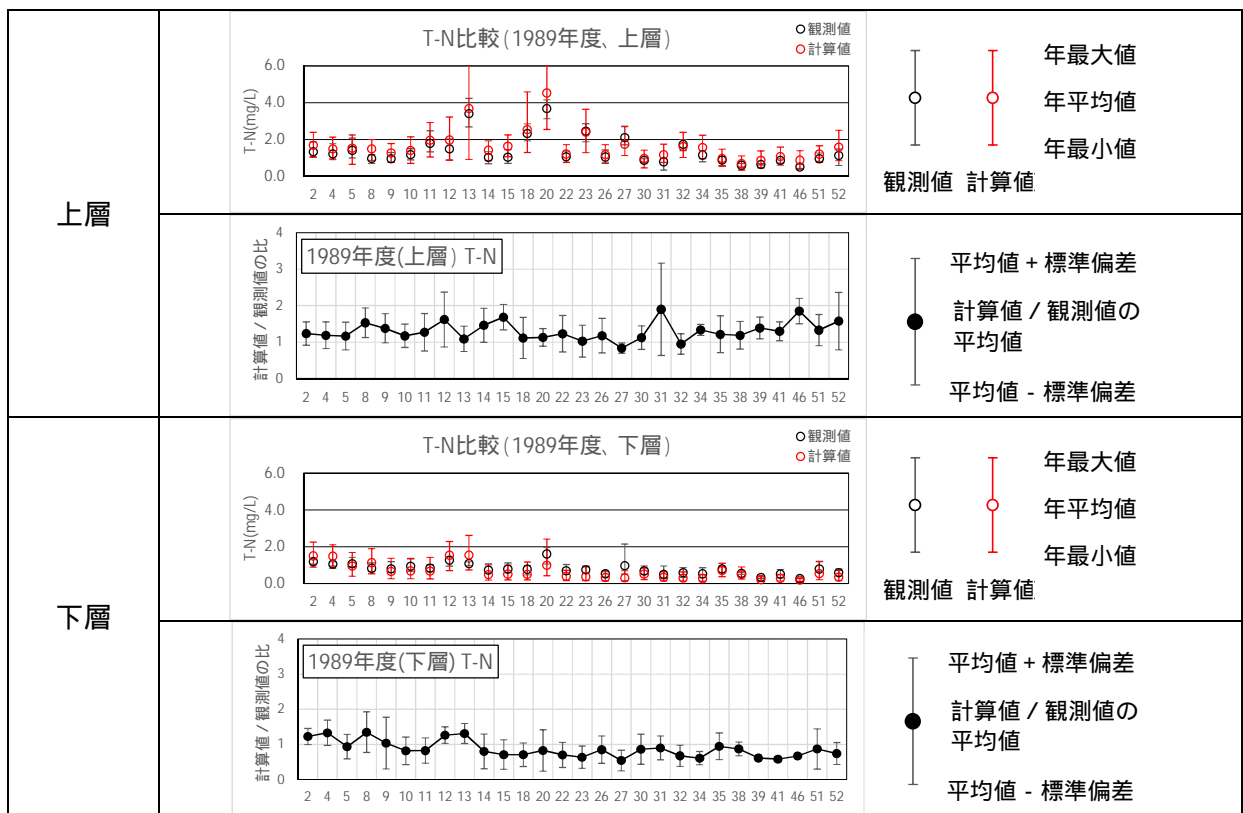 上層
T-N比較(1989年度、上層)
観測値
計算値
T-N(mg/L)
6.0
4.0
2.0
0.0
2 4 5 8 9 10 11 12 13 14 15 18 20 22 23 26 27 30 31 32 34 35 38 39 41 46 51 52
年最大値
年平均値
年最小値
観測値 計算値
1989年度(上層) T-N
計算値 / 観測値の比
4
3
2
1
0
2 4 5 8 9 10 11 12 13 14 15 18 20 22 23 26 27 30 31 32 34 35 38 39 41 46 51 52
平均値 + 標準偏差
計算値 / 観測値の
平均値
平均値 - 標準偏差
下層
T-N比較(1989年度、下層)
観測値
計算値
T-N(mg/L)
6.0
4.0
2.0
0.0
2 4 5 8 9 10 11 12 13 14 15 18 20 22 23 26 27 30 31 32 34 35 38 39 41 46 51 52
年最大値
年平均値
年最小値
観測値 計算値
1989年度(下層) T-N
計算値 / 観測値の比
4
3
2
1
0
2 4 5 8 9 10 11 12 13 14 15 18 20 22 23 26 27 30 31 32 34 35 38 39 41 46 51 52
平均値 + 標準偏差
計算値 / 観測値の
平均値
平均値 - 標準偏差